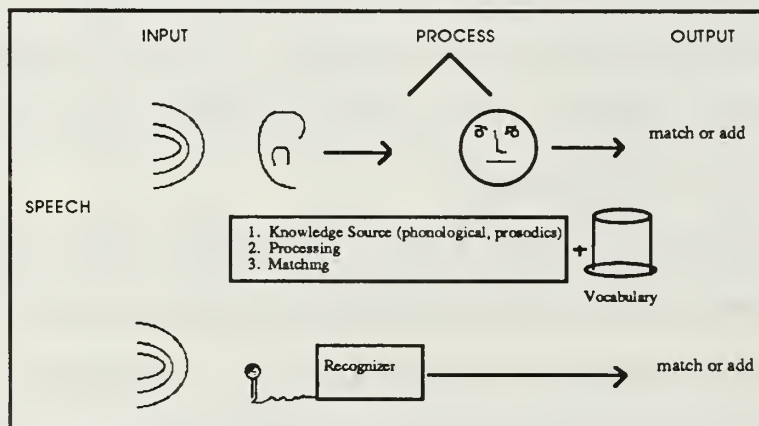 INPUT PROCESS OUTPUT
match or add
SPEECH
1. Knowledge Source (phonological, prosodics)
2. Processing
3. Matching
+
Vocabulary
Recognizer
match or add